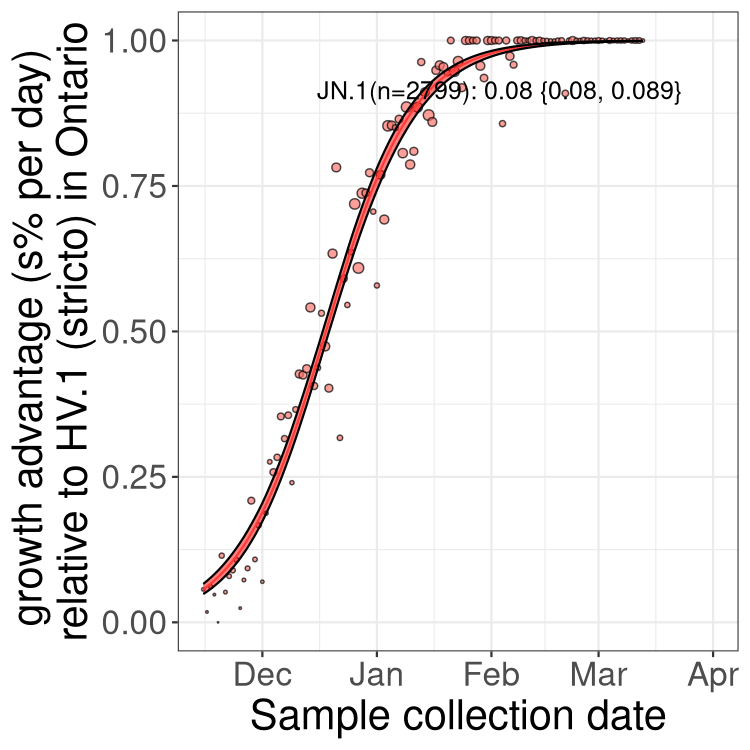 growth advantage (s% per day)
relative to HV.1 (stricto) in Ontario
1.00
0.75
0.50
0.25
0.00
JN.1(n=2799): 0.08 {0.08, 0.089}
Dec Jan Feb Mar Apr
Sample collection date